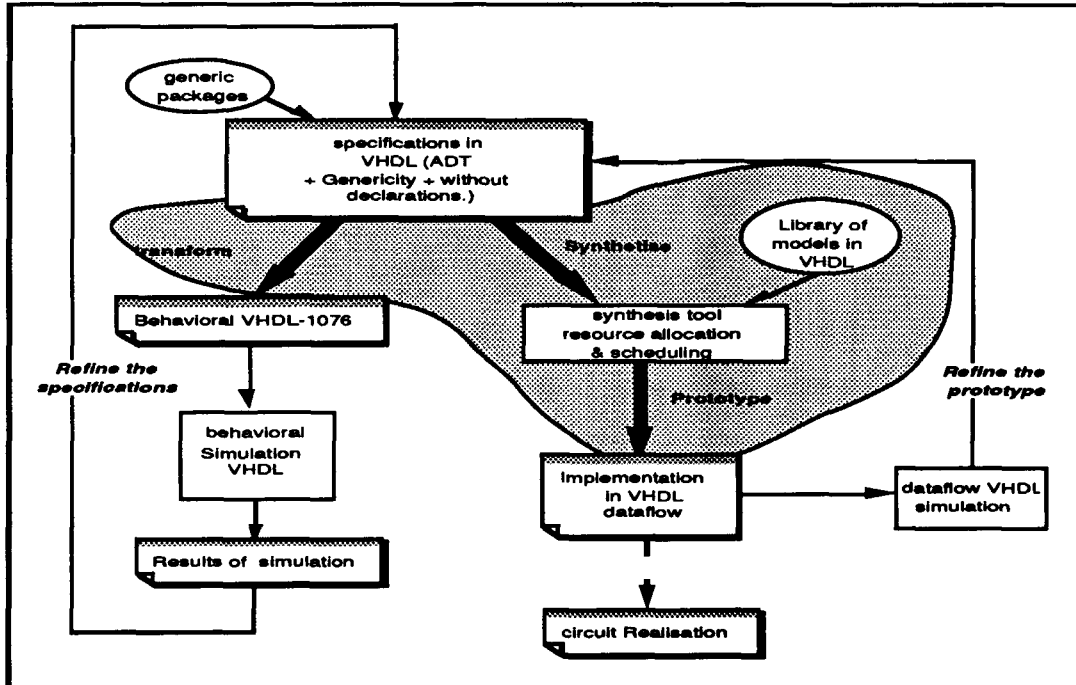 generic
packages
specifications in
VHDL (ADT
+ Genericity + without
declarations.)
Library of
models in
VHDL
transform
Synthetise
Behavioral VHDL-1076
synthesis tool
resource allocation
& scheduling
Refine the
specifications
Refine the
prototype
Prototype
behavioral
Simulation
VHDL
Implementation
in VHDL
dataflow
dataflow VHDL
simulation
Results of simulation
circuit Realisation